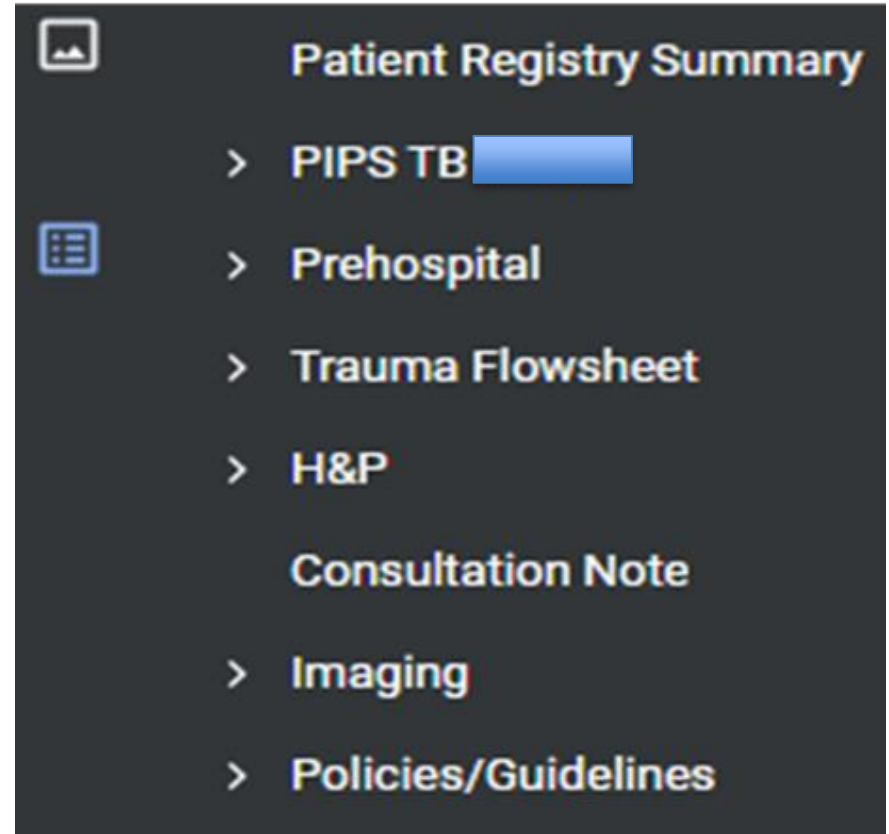 Patient Registry Summary
PIPS TB
Prehospital
Trauma Flowsheet
H&P
Consultation Note
Imaging
Policies/Guidelines